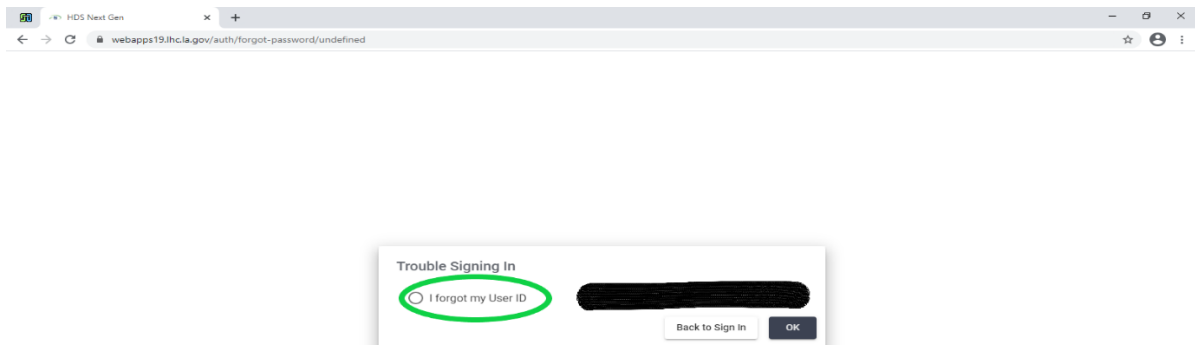 HDS Next Gen
webapps19.lhc.la.gov/auth/forgot-password/undefined
Trouble Signing In
I forgot my User ID
Back to Sign In OK